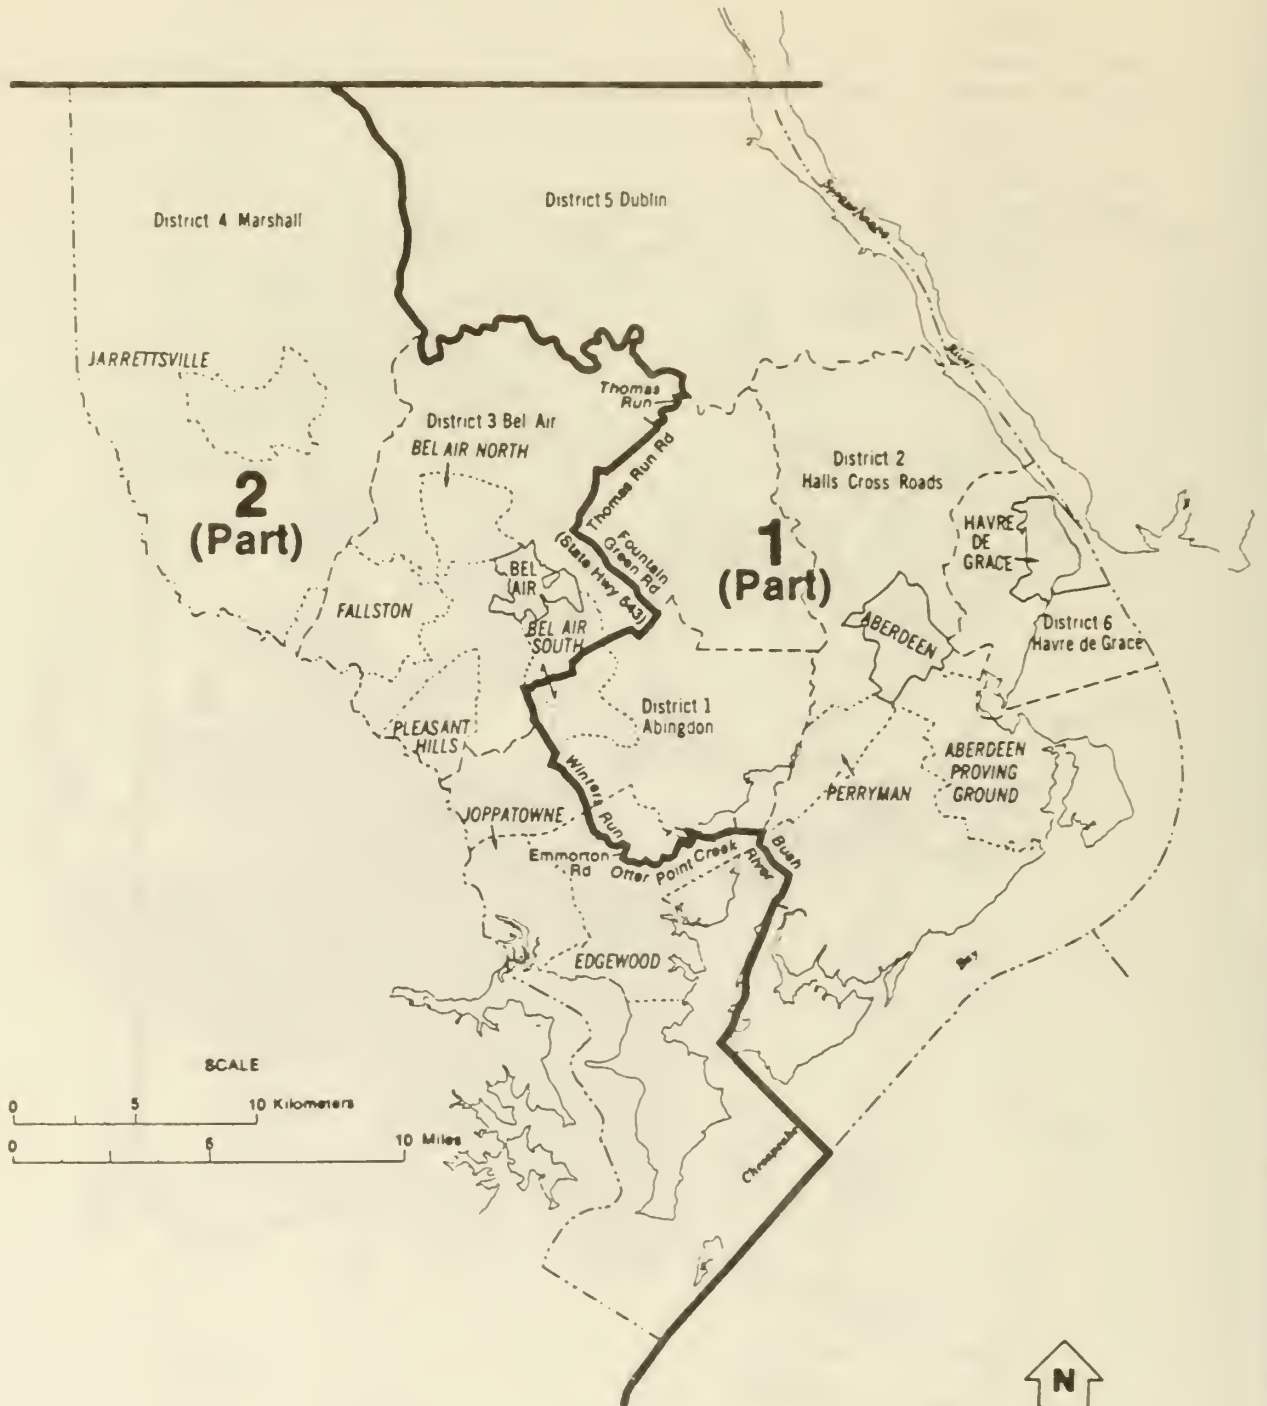 District 4 Marshall
District 5 Dublin
River
JARRETTSVILLE
Thomas
Run
District 3 Bel Air
BEL AIR NORTH
Thomas Run Rd
District 2
Halls Cross Roads
2
(Part)
1
(Part)
HAVRE
DE
GRACE
Fountain
Green Rd
(State Hwy 543)
BEL
AIR
FALLSTON
BEL AIR
SOUTH
ABERDEEN
District 6
Havre de Grace
District 1
Abingdon
PLEASANT
HILLS
ABERDEEN
PROVING
GROUND
PERRYMAN
Winters Run
JOPPATOWNE
Emmorton
Rd
Otter Point Creek
Bush
River
EDGEWOOD
Bay
SCALE
0 5 10 Kilometers
0 5 10 Miles
Chesapeake
N